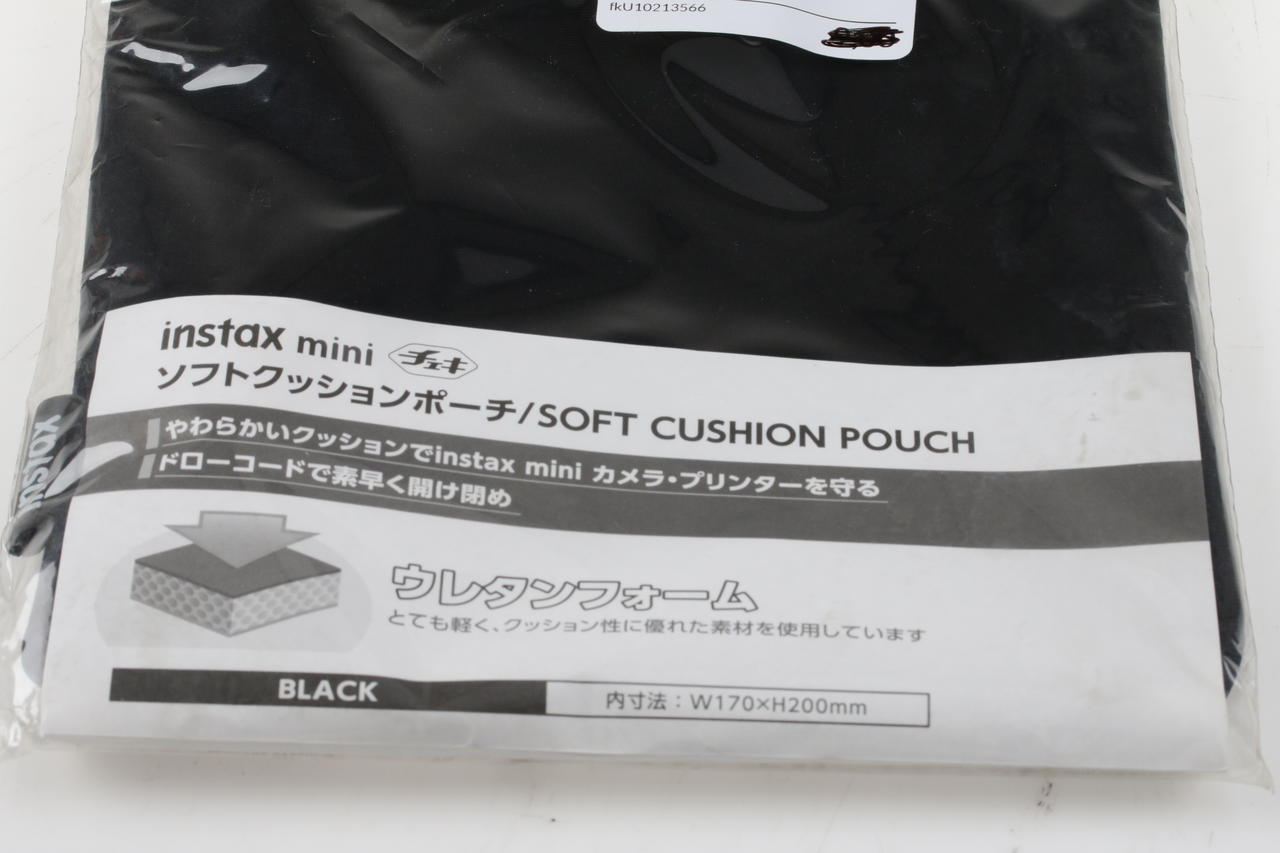 fkU10213566
instax mini チェキ
ソフトクッションポーチ/SOFT CUSHION POUCH
やわらかいクッションでinstax mini カメラ・プリンターを守る
ドローコードで素早く開け閉め
instax
ウレタンフォーム
とても軽く、クッション性に優れた素材を使用しています
BLACK
内寸法：W170×H200mm